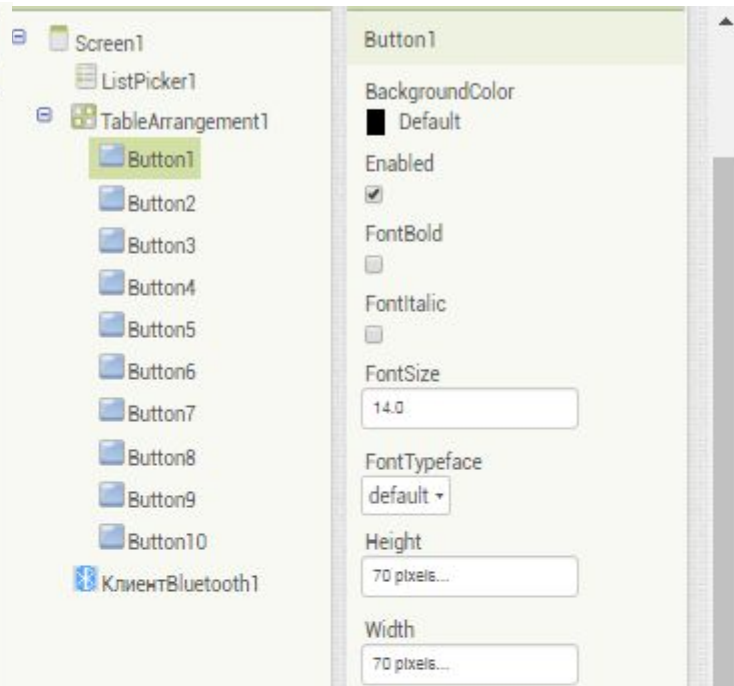 Screen1
ListPicker1
TableArrangement1
Button1
Button2
Button3
Button4
Button5
Button6
Button7
Button8
Button9
Button10
КлиентBluetooth1
Button1
BackgroundColor
Default
Enabled
FontBold
FontItalic
FontSize
14.0
FontTypeface
default
Height
70 pixels...
Width
70 pixels...